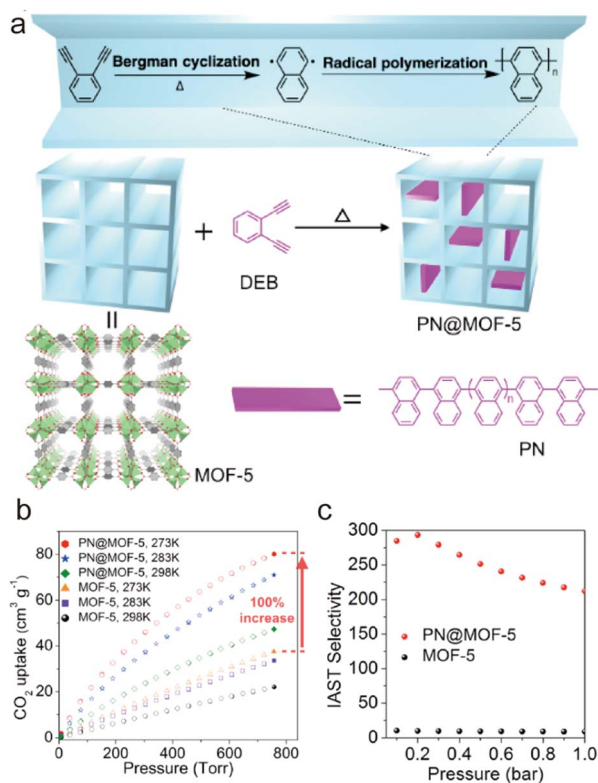 a
Bergman cyclization
Δ
Radical polymerization
n
+
Δ
DEB
PN@MOF-5
=
MOF-5
=
n
PN
b
CO2 uptake (cm3 g-1)
80
60
40
20
0
PN@MOF-5, 273K
PN@MOF-5, 283K
PN@MOF-5, 298K
MOF-5, 273K
MOF-5, 283K
MOF-5, 298K
100%
increase
0 200 400 600 800
Pressure (Torr)
c
IAST Selectivity
300
250
200
150
100
50
0
PN@MOF-5
MOF-5
0.2 0.4 0.6 0.8 1.0
Pressure (bar)